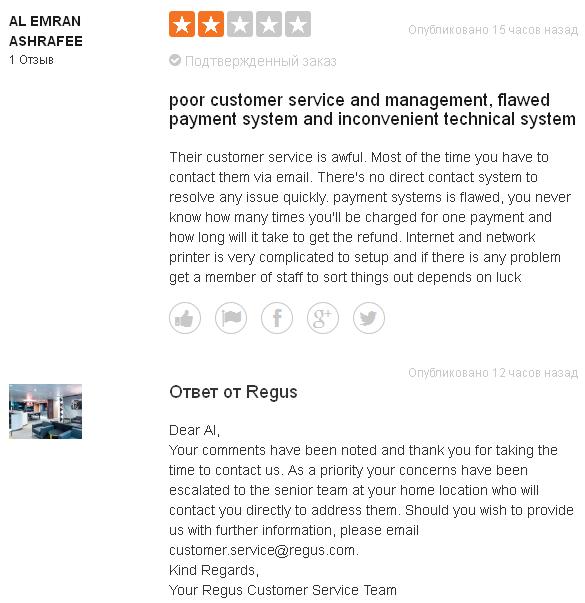 AL EMRAN
ASHRAFEE
1 Отзыв
Опубликовано 15 часов назад
Подтвержденный заказ
poor customer service and management, flawed
payment system and inconvenient technical system
Their customer service is awful. Most of the time you have to
contact them via email. There's no direct contact system to
resolve any issue quickly. payment systems is flawed, you never
know how many times you'll be charged for one payment and
how long will it take to get the refund. Internet and network
printer is very complicated to setup and if there is any problem
get a member of staff to sort things out depends on luck
f
g+
Опубликовано 12 часов назад
Ответ от Regus
Dear Al,
Your comments have been noted and thank you for taking the
time to contact us. As a priority your concerns have been
escalated to the senior team at your home location who will
contact you directly to address them. Should you wish to provide
us with further information, please email
customer.service@regus.com.
Kind Regards,
Your Regus Customer Service Team